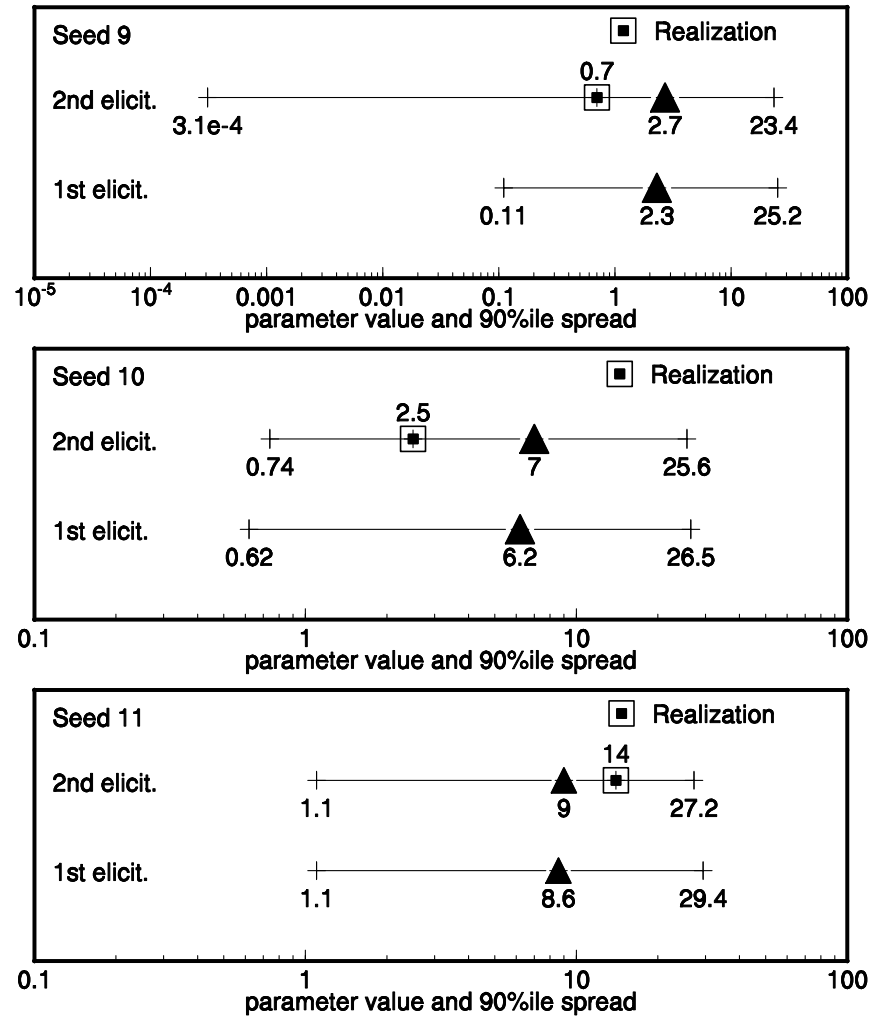 Seed 9 Realization
0.7
2nd elicit.
3.1e-4 2.7 23.4
1st elicit.
0.11 2.3 25.2
10⁻⁵ 10⁻⁴ 0.001 0.01 0.1 1 10 100
parameter value and 90%ile spread
Seed 10 Realization
2.5
2nd elicit.
0.74 7 25.6
1st elicit.
0.62 6.2 26.5
0.1 1 10 100
parameter value and 90%ile spread
Seed 11 Realization
14
2nd elicit.
1.1 9 27.2
1st elicit.
1.1 8.6 29.4
0.1 1 10 100
parameter value and 90%ile spread